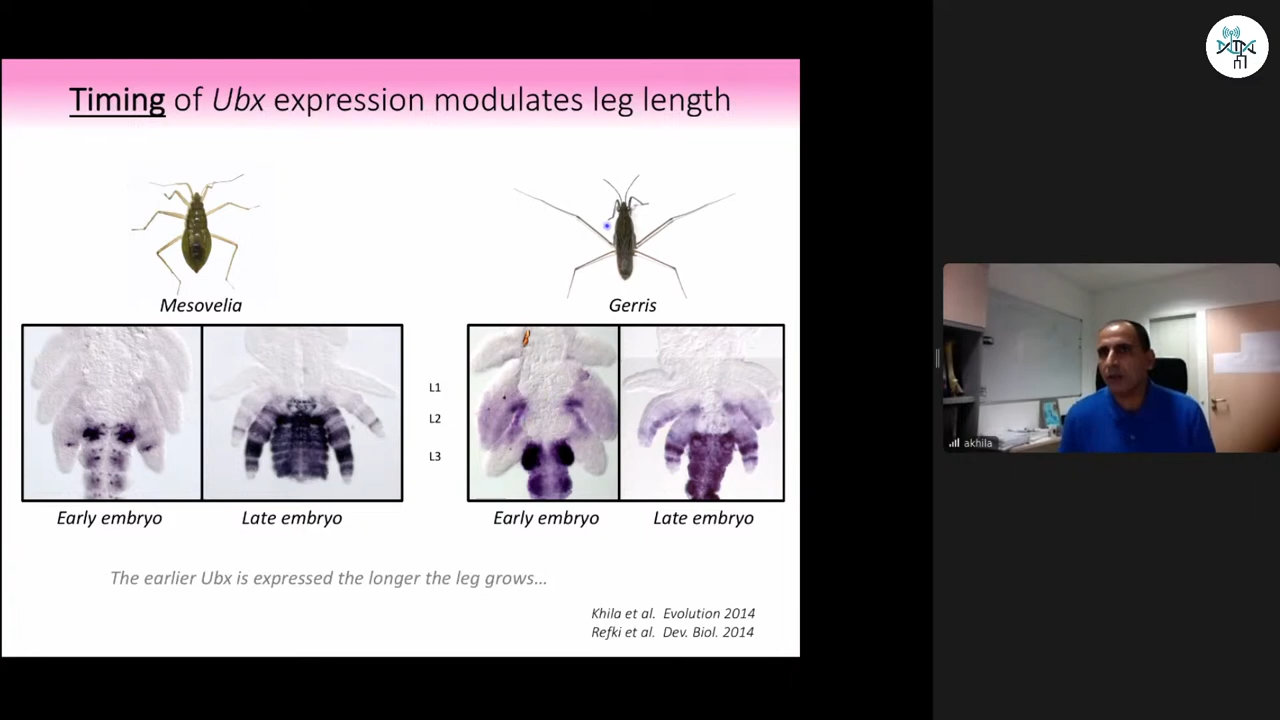 Timing of Ubx expression modulates leg length
Mesovelia
Gerris
L1
L2
L3
Early embryo
Late embryo
Early embryo
Late embryo
The earlier Ubx is expressed the longer the leg grows...
Khila et al. Evolution 2014
Refki et al. Dev. Biol. 2014
akhila